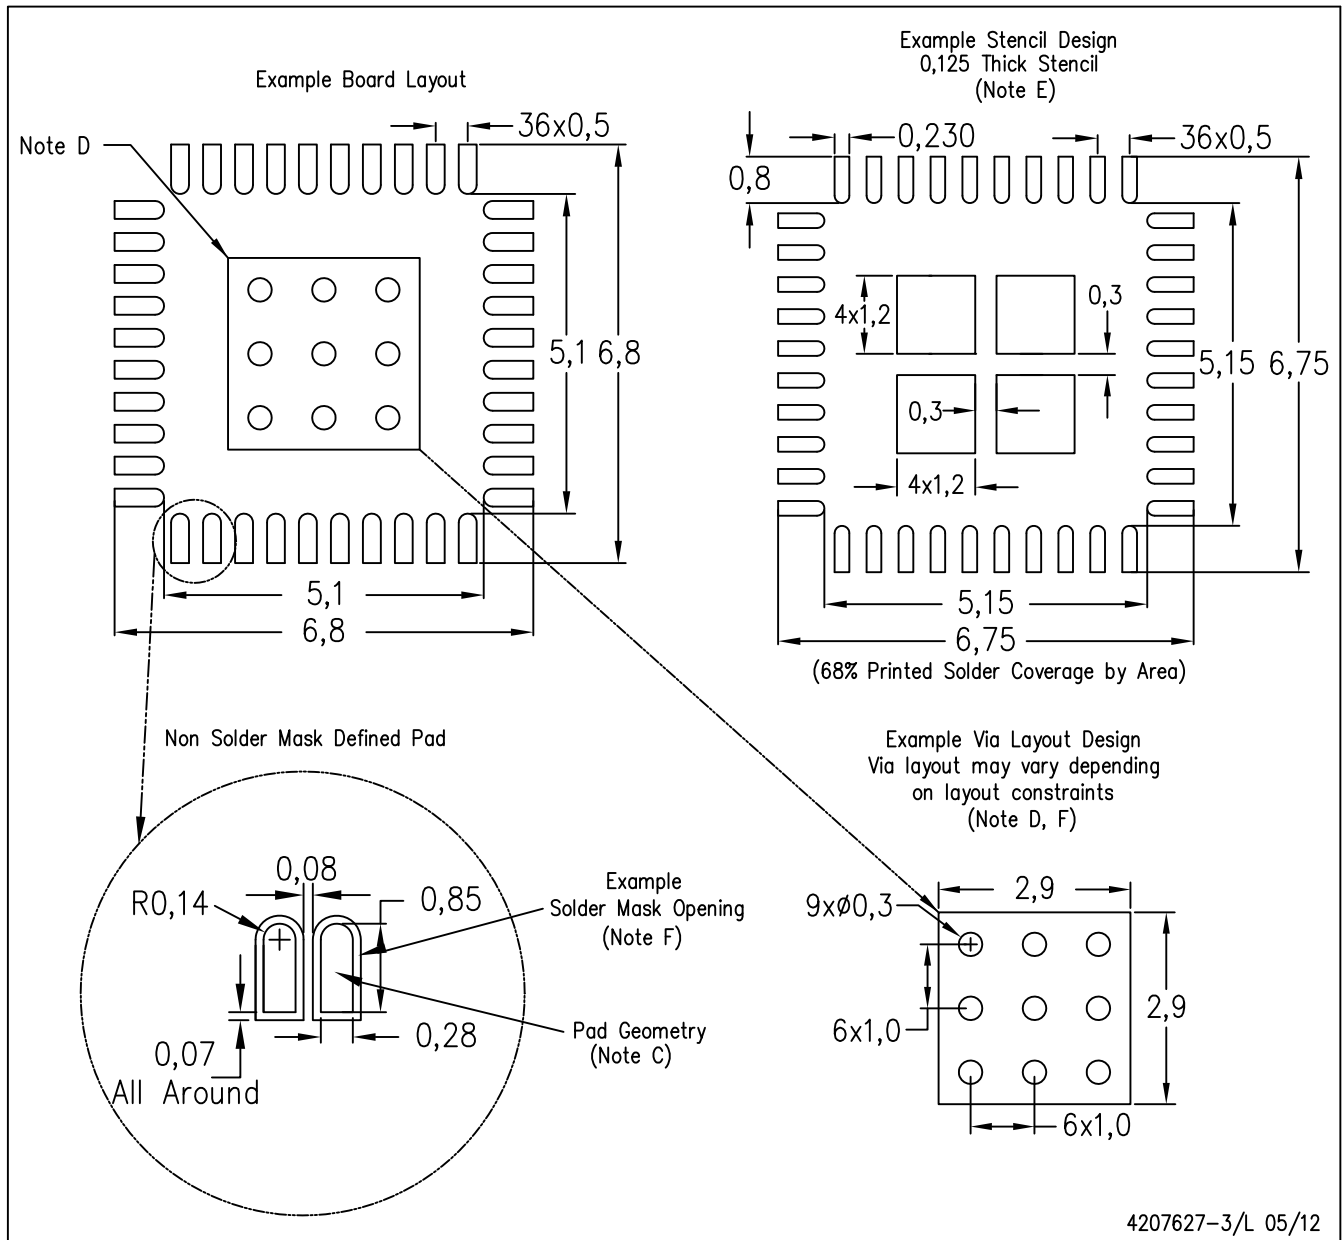 Example Board Layout
Note D
36x0,5
5,1
6,8
5,1
6,8
Example Stencil Design
0,125 Thick Stencil
(Note E)
0,230
36x0,5
0,8
4x1,2
0,3
5,15
6,75
0,3
4x1,2
5,15
6,75
(68% Printed Solder Coverage by Area)
Non Solder Mask Defined Pad
0,08
R0,14
0,85
Example
Solder Mask Opening
(Note F)
0,07
All Around
0,28
Pad Geometry
(Note C)
Example Via Layout Design
Via layout may vary depending
on layout constraints
(Note D, F)
2,9
9xø0,3
6x1,0
2,9
6x1,0
4207627-3/L 05/12